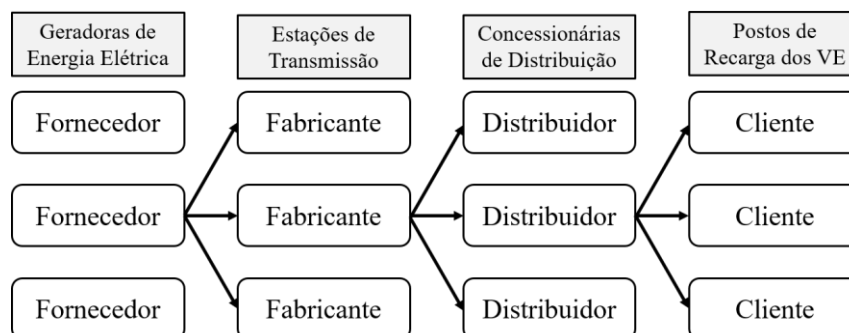 Geradoras de
Energia Elétrica
Estações de
Transmissão
Concessionárias
de Distribuição
Postos de
Recarga dos VE
Fornecedor
Fabricante
Distribuidor
Cliente
Fornecedor
Fabricante
Distribuidor
Cliente
Fornecedor
Fabricante
Distribuidor
Cliente